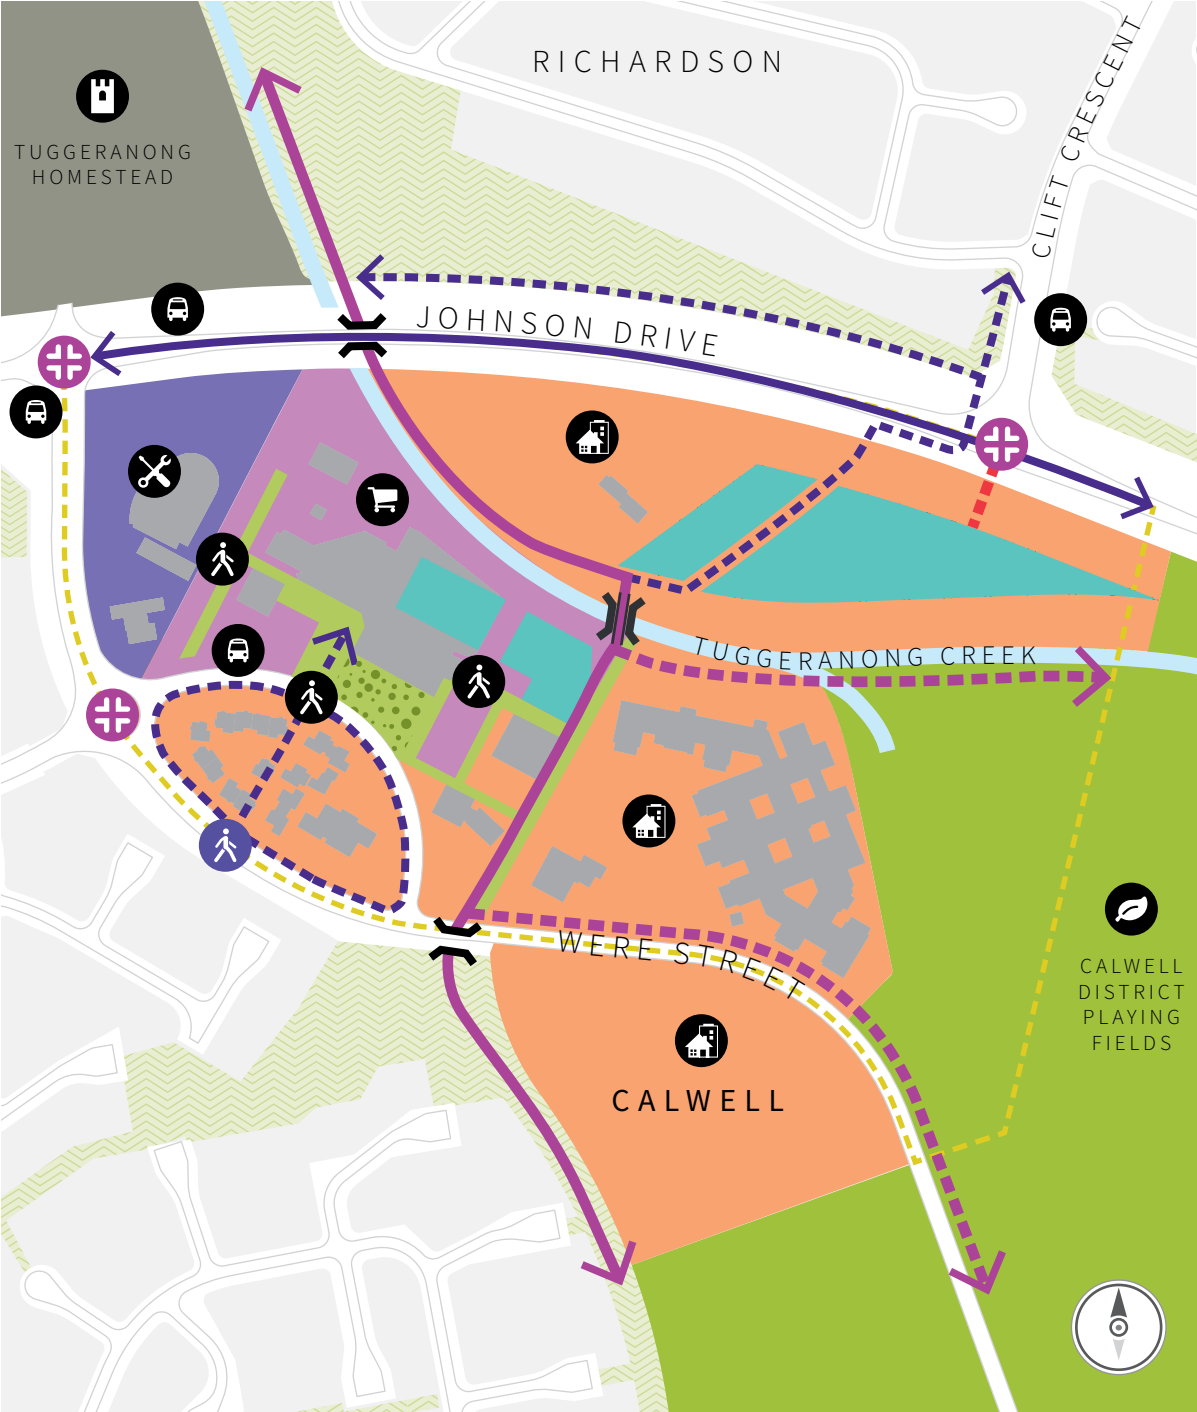 RICHARDSON
CLIFT CRESCENT
TUGGERANONG
HOMESTEAD
JOHNSON DRIVE
TUGGERANONG CREEK
WERE STREET
CALWELL
DISTRICT
PLAYING
FIELDS
CALWELL